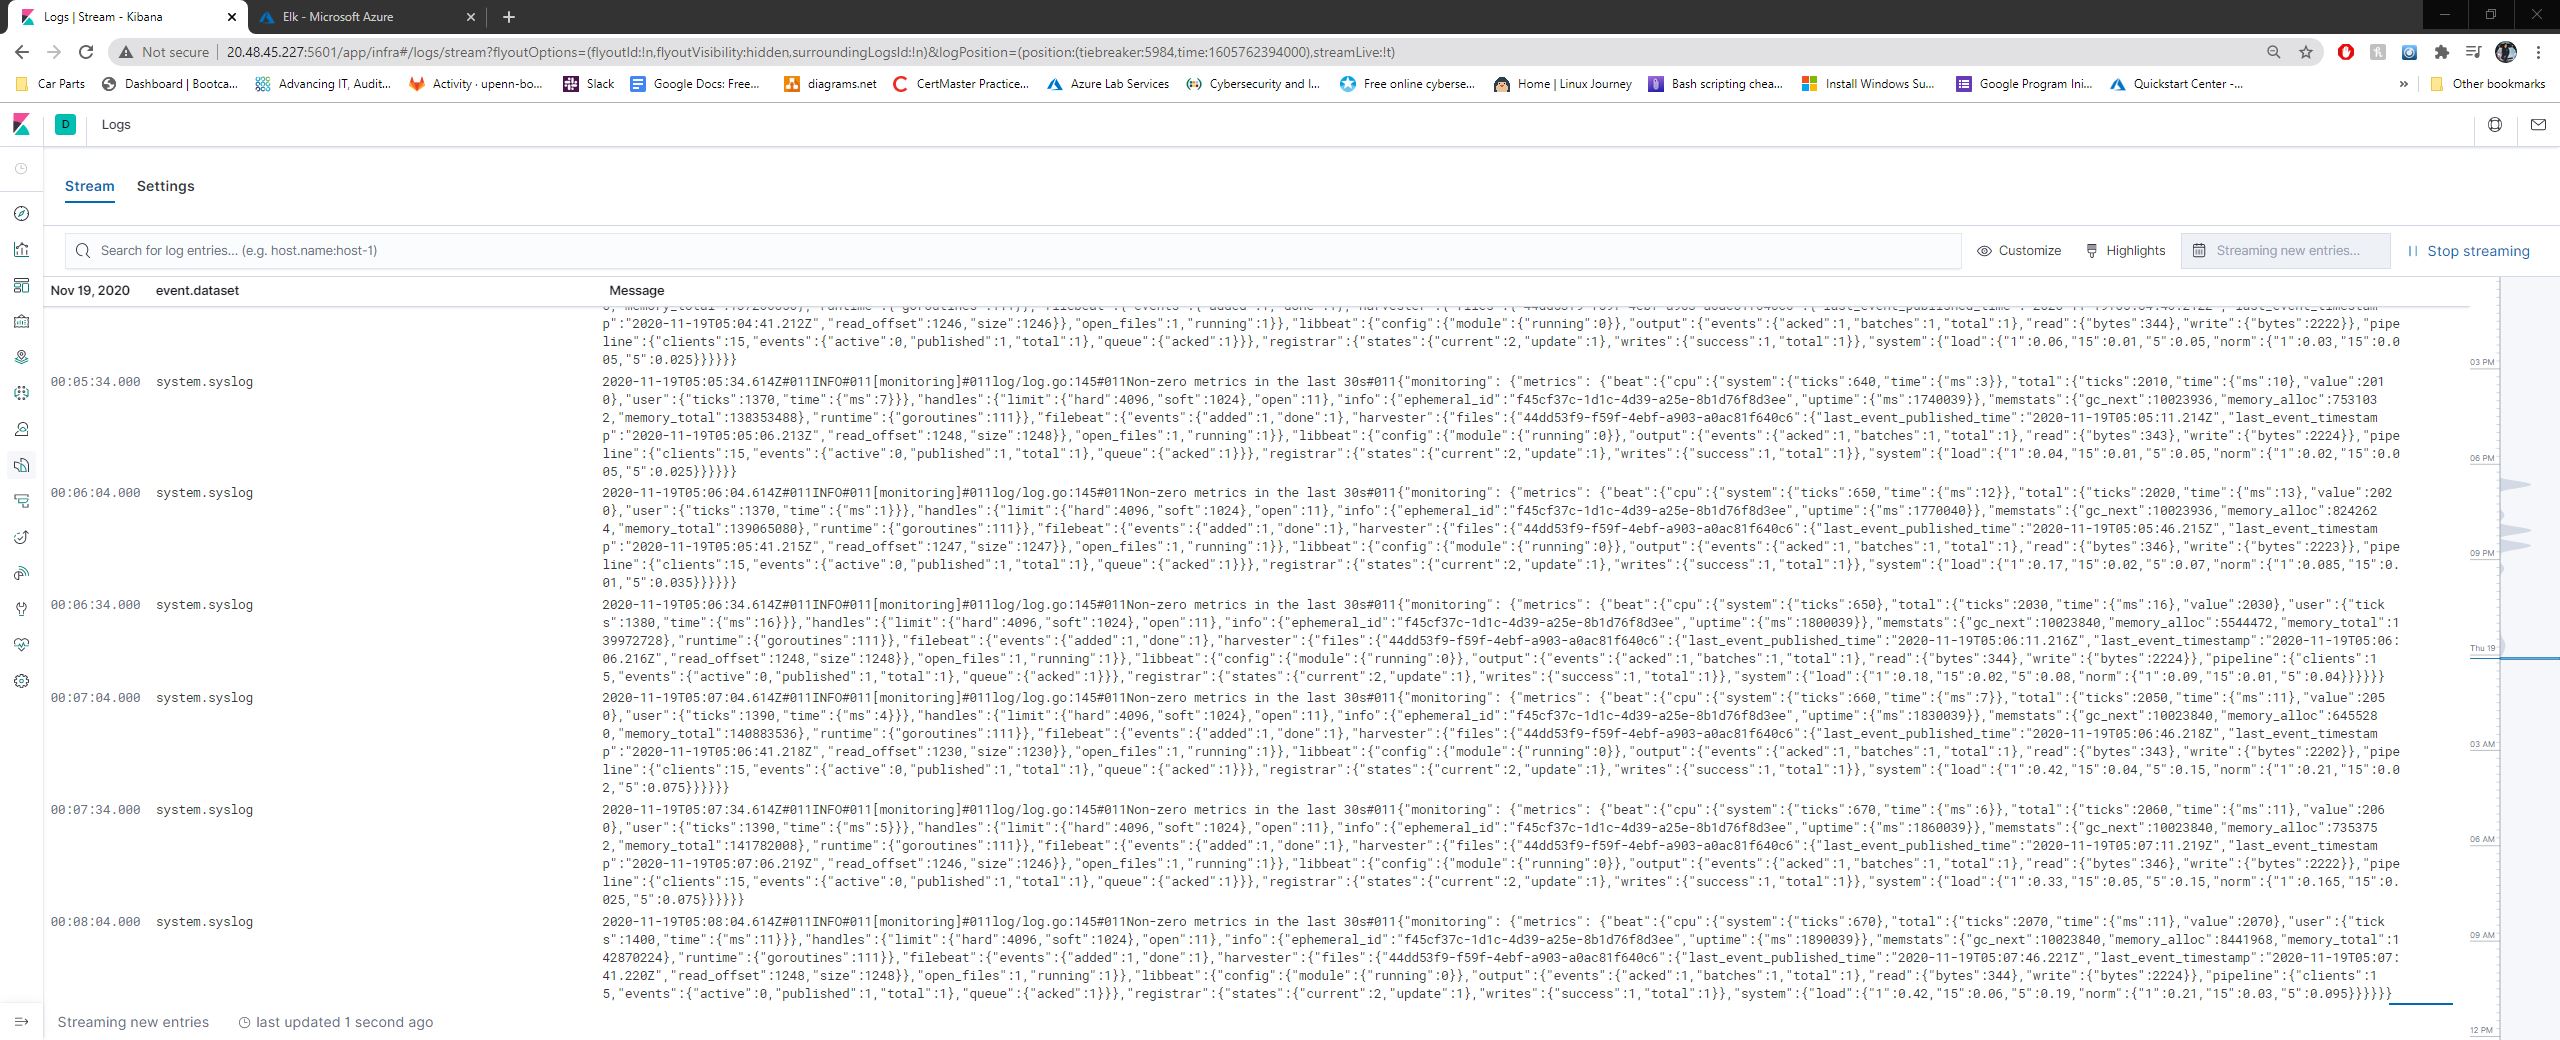 Logs | Stream - Kibana
Elk - Microsoft Azure
Not secure
20.48.45.227:5601/app/infra#/logs/stream?flyoutOptions=(flyoutId:!n,flyoutVisibility:hidden,surroundingLogsId:!n)&logPosition=(position:(tiebreaker:5984,time:1605762394000),streamLive:!t)
Car Parts
Dashboard | Bootca...
Advancing IT, Audit...
Activity · upenn-bo...
Slack
Google Docs: Free...
diagrams.net
CertMaster Practice...
Azure Lab Services
Cybersecurity and I...
Free online cyberse...
Home | Linux Journey
Bash scripting chea...
Install Windows Su...
Google Program Ini...
Quickstart Center -...
»
Other bookmarks
D
Logs
Stream
Settings
Search for log entries... (e.g. host.name:host-1)
Customize
Highlights
Streaming new entries...
Stop streaming
Nov 19, 2020 event.dataset Message
p":"2020-11-19T05:04:41.212Z","read_offset":1246,"size":1246}},"open_files":1,"running":1}},"libbeat":{"config":{"module":{"running":0}},"output":{"events":{"acked":1,"batches":1,"total":1},"read":{"bytes":344},"write":{"bytes":2222}},"pipe
line":{"clients":15,"events":{"active":0,"published":1,"total":1},"queue":{"acked":1}}},"registrar":{"states":{"current":2,"update":1},"writes":{"success":1,"total":1}},"system":{"load":{"1":0.06,"15":0.01,"5":0.05,"norm":{"1":0.03,"15":0.0
05,"5":0.025}}}}}}
00:05:34.000 system.syslog 2020-11-19T05:05:34.614Z#011INFO#011[monitoring]#011log/log.go:145#011Non-zero metrics in the last 30s#011{"monitoring": {"metrics": {"beat":{"cpu":{"system":{"ticks":640,"time":{"ms":3}},"total":{"ticks":2010,"time":{"ms":10},"value":201
0},"user":{"ticks":1370,"time":{"ms":7}}},"handles":{"limit":{"hard":4096,"soft":1024},"open":11},"info":{"ephemeral_id":"f45cf37c-1d1c-4d39-a25e-8b1d76f8d3ee","uptime":{"ms":1740039}},"memstats":{"gc_next":10023936,"memory_alloc":753103
2,"memory_total":138353488},"runtime":{"goroutines":111}},"filebeat":{"events":{"added":1,"done":1},"harvester":{"files":{"44dd53f9-f59f-4ebf-a903-a0ac81f640c6":{"last_event_published_time":"2020-11-19T05:05:11.214Z","last_event_timestam
p":"2020-11-19T05:05:06.213Z","read_offset":1248,"size":1248}},"open_files":1,"running":1}},"libbeat":{"config":{"module":{"running":0}},"output":{"events":{"acked":1,"batches":1,"total":1},"read":{"bytes":343},"write":{"bytes":2224}},"pipe
line":{"clients":15,"events":{"active":0,"published":1,"total":1},"queue":{"acked":1}}},"registrar":{"states":{"current":2,"update":1},"writes":{"success":1,"total":1}},"system":{"load":{"1":0.04,"15":0.01,"5":0.05,"norm":{"1":0.02,"15":0.0
05,"5":0.025}}}}}}
00:06:04.000 system.syslog 2020-11-19T05:06:04.614Z#011INFO#011[monitoring]#011log/log.go:145#011Non-zero metrics in the last 30s#011{"monitoring": {"metrics": {"beat":{"cpu":{"system":{"ticks":650,"time":{"ms":12}},"total":{"ticks":2020,"time":{"ms":13},"value":202
0},"user":{"ticks":1370,"time":{"ms":1}}},"handles":{"limit":{"hard":4096,"soft":1024},"open":11},"info":{"ephemeral_id":"f45cf37c-1d1c-4d39-a25e-8b1d76f8d3ee","uptime":{"ms":1770040}},"memstats":{"gc_next":10023936,"memory_alloc":824262
4,"memory_total":139065080},"runtime":{"goroutines":111}},"filebeat":{"events":{"added":1,"done":1},"harvester":{"files":{"44dd53f9-f59f-4ebf-a903-a0ac81f640c6":{"last_event_published_time":"2020-11-19T05:05:46.215Z","last_event_timestam
p":"2020-11-19T05:05:41.215Z","read_offset":1247,"size":1247}},"open_files":1,"running":1}},"libbeat":{"config":{"module":{"running":0}},"output":{"events":{"acked":1,"batches":1,"total":1},"read":{"bytes":346},"write":{"bytes":2223}},"pipe
line":{"clients":15,"events":{"active":0,"published":1,"total":1},"queue":{"acked":1}}},"registrar":{"states":{"current":2,"update":1},"writes":{"success":1,"total":1}},"system":{"load":{"1":0.17,"15":0.02,"5":0.07,"norm":{"1":0.085,"15":0.
01,"5":0.035}}}}}}
00:06:34.000 system.syslog 2020-11-19T05:06:34.614Z#011INFO#011[monitoring]#011log/log.go:145#011Non-zero metrics in the last 30s#011{"monitoring": {"metrics": {"beat":{"cpu":{"system":{"ticks":650},"total":{"ticks":2030,"time":{"ms":16},"value":2030},"user":{"tick
s":1380,"time":{"ms":16}}},"handles":{"limit":{"hard":4096,"soft":1024},"open":11},"info":{"ephemeral_id":"f45cf37c-1d1c-4d39-a25e-8b1d76f8d3ee","uptime":{"ms":1800039}},"memstats":{"gc_next":10023840,"memory_alloc":5544472,"memory_total":1
39972728},"runtime":{"goroutines":111}},"filebeat":{"events":{"added":1,"done":1},"harvester":{"files":{"44dd53f9-f59f-4ebf-a903-a0ac81f640c6":{"last_event_published_time":"2020-11-19T05:06:11.216Z","last_event_timestamp":"2020-11-19T05:06:
06.216Z","read_offset":1248,"size":1248}},"open_files":1,"running":1}},"libbeat":{"config":{"module":{"running":0}},"output":{"events":{"acked":1,"batches":1,"total":1},"read":{"bytes":344},"write":{"bytes":2224}},"pipeline":{"clients":1
5,"events":{"active":0,"published":1,"total":1},"queue":{"acked":1}}},"registrar":{"states":{"current":2,"update":1},"writes":{"success":1,"total":1}},"system":{"load":{"1":0.18,"15":0.02,"5":0.08,"norm":{"1":0.09,"15":0.01,"5":0.04}}}}}}
00:07:04.000 system.syslog 2020-11-19T05:07:04.614Z#011INFO#011[monitoring]#011log/log.go:145#011Non-zero metrics in the last 30s#011{"monitoring": {"metrics": {"beat":{"cpu":{"system":{"ticks":660,"time":{"ms":7}},"total":{"ticks":2050,"time":{"ms":11},"value":205
0},"user":{"ticks":1390,"time":{"ms":4}}},"handles":{"limit":{"hard":4096,"soft":1024},"open":11},"info":{"ephemeral_id":"f45cf37c-1d1c-4d39-a25e-8b1d76f8d3ee","uptime":{"ms":1830039}},"memstats":{"gc_next":10023840,"memory_alloc":645528
0,"memory_total":140883536},"runtime":{"goroutines":111}},"filebeat":{"events":{"added":1,"done":1},"harvester":{"files":{"44dd53f9-f59f-4ebf-a903-a0ac81f640c6":{"last_event_published_time":"2020-11-19T05:06:46.218Z","last_event_timestam
p":"2020-11-19T05:06:41.218Z","read_offset":1230,"size":1230}},"open_files":1,"running":1}},"libbeat":{"config":{"module":{"running":0}},"output":{"events":{"acked":1,"batches":1,"total":1},"read":{"bytes":343},"write":{"bytes":2202}},"pipe
line":{"clients":15,"events":{"active":0,"published":1,"total":1},"queue":{"acked":1}}},"registrar":{"states":{"current":2,"update":1},"writes":{"success":1,"total":1}},"system":{"load":{"1":0.42,"15":0.04,"5":0.15,"norm":{"1":0.21,"15":0.0
2,"5":0.075}}}}}}
00:07:34.000 system.syslog 2020-11-19T05:07:34.614Z#011INFO#011[monitoring]#011log/log.go:145#011Non-zero metrics in the last 30s#011{"monitoring": {"metrics": {"beat":{"cpu":{"system":{"ticks":670,"time":{"ms":6}},"total":{"ticks":2060,"time":{"ms":11},"value":206
0},"user":{"ticks":1390,"time":{"ms":5}}},"handles":{"limit":{"hard":4096,"soft":1024},"open":11},"info":{"ephemeral_id":"f45cf37c-1d1c-4d39-a25e-8b1d76f8d3ee","uptime":{"ms":1860039}},"memstats":{"gc_next":10023840,"memory_alloc":735375
2,"memory_total":141782008},"runtime":{"goroutines":111}},"filebeat":{"events":{"added":1,"done":1},"harvester":{"files":{"44dd53f9-f59f-4ebf-a903-a0ac81f640c6":{"last_event_published_time":"2020-11-19T05:07:11.219Z","last_event_timestam
p":"2020-11-19T05:07:06.219Z","read_offset":1246,"size":1246}},"open_files":1,"running":1}},"libbeat":{"config":{"module":{"running":0}},"output":{"events":{"acked":1,"batches":1,"total":1},"read":{"bytes":346},"write":{"bytes":2222}},"pipe
line":{"clients":15,"events":{"active":0,"published":1,"total":1},"queue":{"acked":1}}},"registrar":{"states":{"current":2,"update":1},"writes":{"success":1,"total":1}},"system":{"load":{"1":0.33,"15":0.05,"5":0.15,"norm":{"1":0.165,"15":0.
025,"5":0.075}}}}}}
00:08:04.000 system.syslog 2020-11-19T05:08:04.614Z#011INFO#011[monitoring]#011log/log.go:145#011Non-zero metrics in the last 30s#011{"monitoring": {"metrics": {"beat":{"cpu":{"system":{"ticks":670},"total":{"ticks":2070,"time":{"ms":11},"value":2070},"user":{"tick
s":1400,"time":{"ms":11}}},"handles":{"limit":{"hard":4096,"soft":1024},"open":11},"info":{"ephemeral_id":"f45cf37c-1d1c-4d39-a25e-8b1d76f8d3ee","uptime":{"ms":1890039}},"memstats":{"gc_next":10023840,"memory_alloc":8441968,"memory_total":1
42870224},"runtime":{"goroutines":111}},"filebeat":{"events":{"added":1,"done":1},"harvester":{"files":{"44dd53f9-f59f-4ebf-a903-a0ac81f640c6":{"last_event_published_time":"2020-11-19T05:07:46.221Z","last_event_timestamp":"2020-11-19T05:07:
41.220Z","read_offset":1248,"size":1248}},"open_files":1,"running":1}},"libbeat":{"config":{"module":{"running":0}},"output":{"events":{"acked":1,"batches":1,"total":1},"read":{"bytes":344},"write":{"bytes":2224}},"pipeline":{"clients":1
5,"events":{"active":0,"published":1,"total":1},"queue":{"acked":1}}},"registrar":{"states":{"current":2,"update":1},"writes":{"success":1,"total":1}},"system":{"load":{"1":0.42,"15":0.06,"5":0.19,"norm":{"1":0.21,"15":0.03,"5":0.095}}}}}}
03 PM
06 PM
09 PM
Thu 19
03 AM
06 AM
09 AM
12 PM
Streaming new entries
last updated 1 second ago